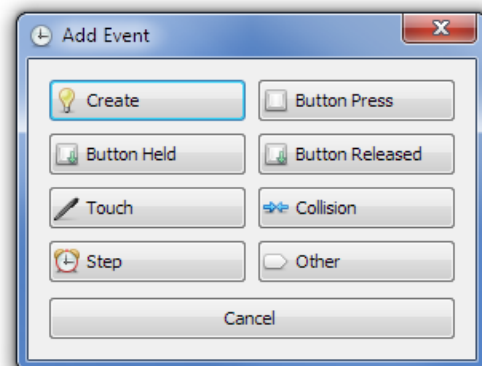 Add Event
Create
Button Press
Button Held
Button Released
Touch
Collision
Step
Other
Cancel